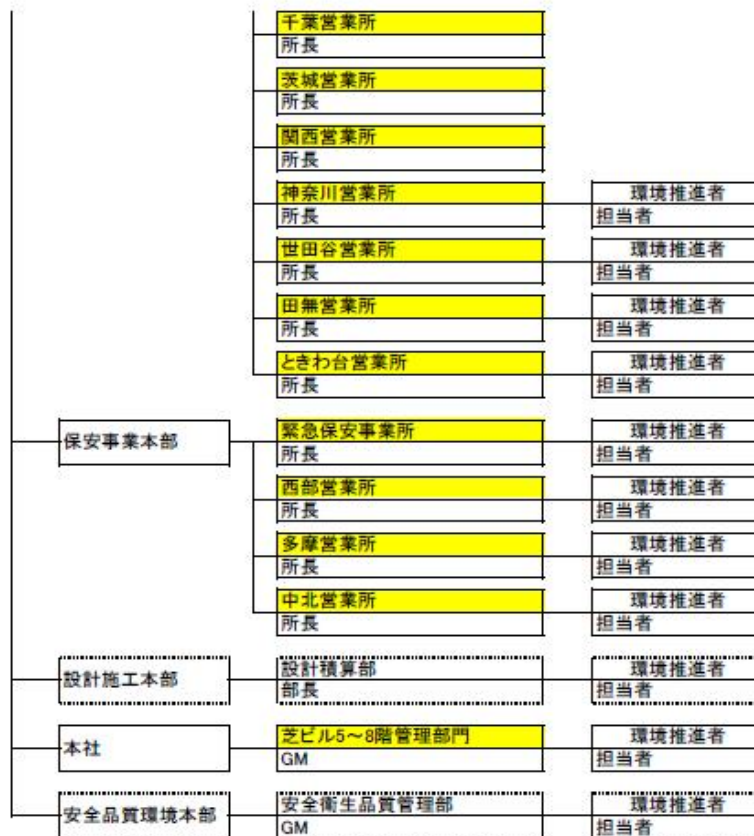 千葉営業所
所長
茨城営業所
所長
関西営業所
所長
神奈川営業所
所長
環境推進者
担当者
世田谷営業所
所長
環境推進者
担当者
田無営業所
所長
環境推進者
担当者
ときわ台営業所
所長
環境推進者
担当者
保安事業本部
緊急保安事業所
所長
環境推進者
担当者
西部営業所
所長
環境推進者
担当者
多摩営業所
所長
環境推進者
担当者
中北営業所
所長
環境推進者
担当者
設計施工本部
設計積算部
部長
環境推進者
担当者
本社
芝ビル5～8階管理部門
GM
環境推進者
担当者
安全品質環境本部
安全衛生品質管理部
GM
環境推進者
担当者